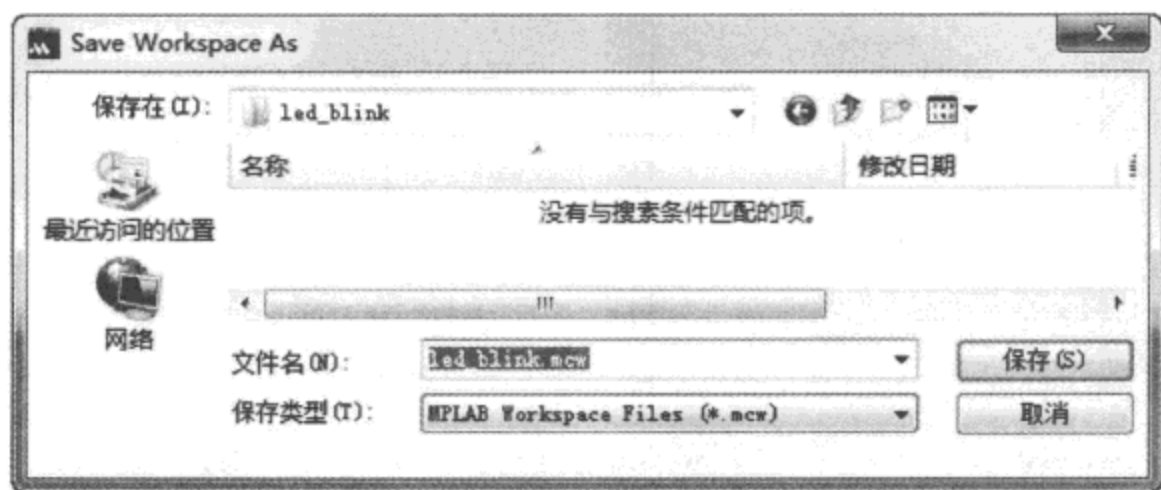 Save Workspace As
保存在(I):
led_blink
名称
修改日期
没有与搜索条件匹配的项。
最近访问的位置
网络
文件名(N):
led_blink.mcw
保存(S)
保存类型(T):
MPLAB Workspace Files (*.mcw)
取消